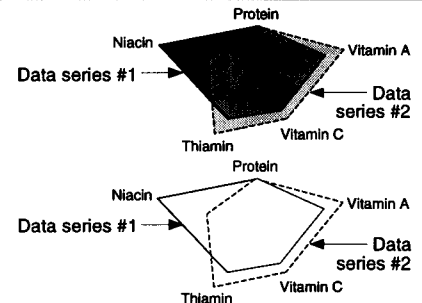 Protein
Niacin
Vitamin A
Data series #1
Data
series #2
Vitamin C
Thiamin
Protein
Niacin
Vitamin A
Data series #1
Data
series #2
Vitamin C
Thiamin